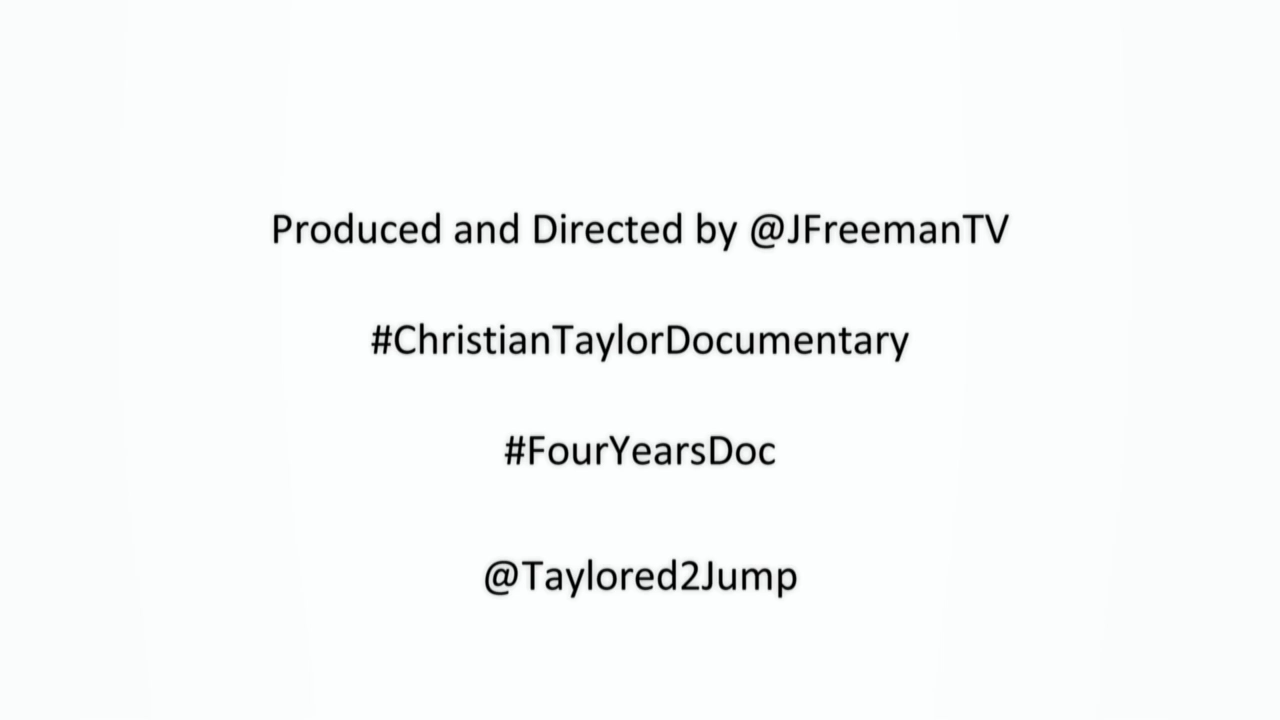 Produced and Directed by @JFreemanTV
#ChristianTaylorDocumentary
#FourYearsDoc
@Taylored2Jump